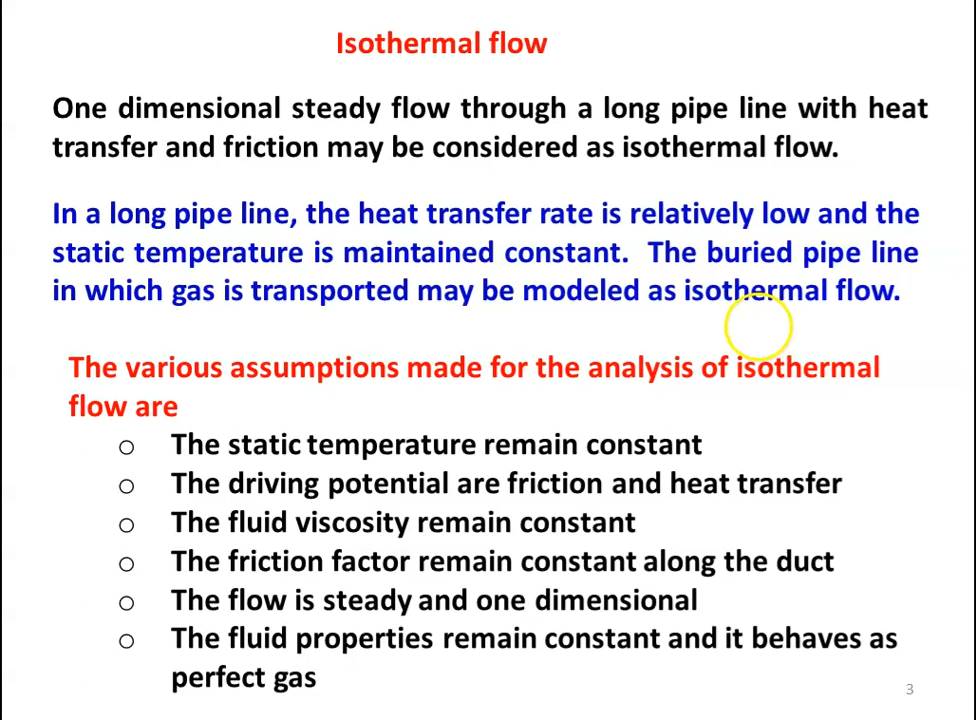 Isothermal flow
One dimensional steady flow through a long pipe line with heat
transfer and friction may be considered as isothermal flow.
In a long pipe line, the heat transfer rate is relatively low and the
static temperature is maintained constant. The buried pipe line
in which gas is transported may be modeled as isothermal flow.
The various assumptions made for the analysis of isothermal
flow are
o The static temperature remain constant
o The driving potential are friction and heat transfer
o The fluid viscosity remain constant
o The friction factor remain constant along the duct
o The flow is steady and one dimensional
o The fluid properties remain constant and it behaves as
perfect gas
3